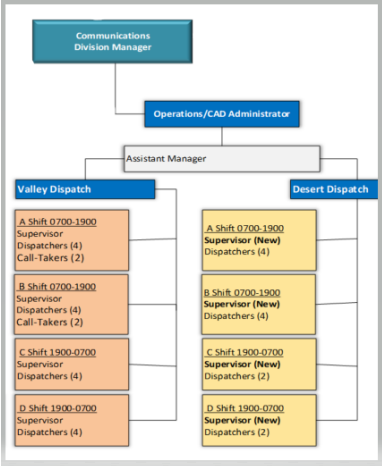 Communications
Division Manager
Operations/CAD Administrator
Assistant Manager
Valley Dispatch
A Shift 0700-1900
Supervisor
Dispatchers (4)
Call-Takers (2)
B Shift 0700-1900
Supervisor
Dispatchers (4)
Call-Takers (2)
C Shift 1900-0700
Supervisor
Dispatchers (4)
D Shift 1900-0700
Supervisor
Dispatchers (4)
Desert Dispatch
A Shift 0700-1900
Supervisor (New)
Dispatchers (4)
B Shift 0700-1900
Supervisor (New)
Dispatchers (4)
C Shift 1900-0700
Supervisor (New)
Dispatchers (2)
D Shift 1900-0700
Supervisor (New)
Dispatchers (2)